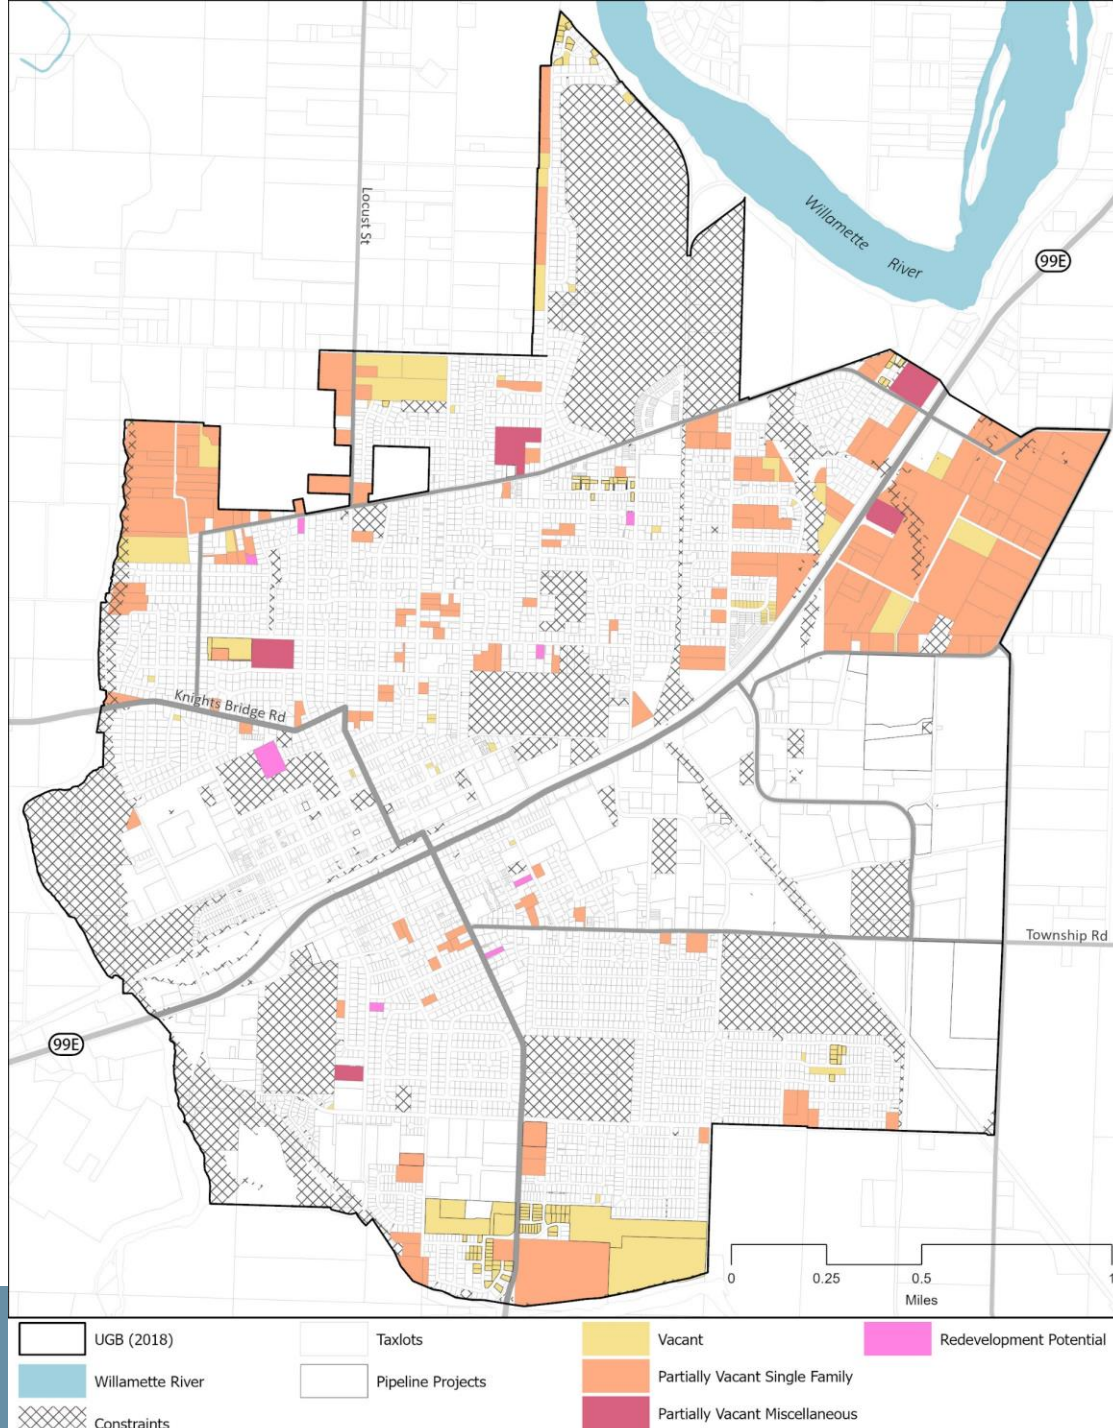 Locust St
Willamette
River
99E
Knights Bridge Rd
Township Rd
99E
0 0.25 0.5 1
Miles
UGB (2018)
Taxlots
Vacant
Redevelopment Potential
Willamette River
Pipeline Projects
Partially Vacant Single Family
Constraints
Partially Vacant Miscellaneous